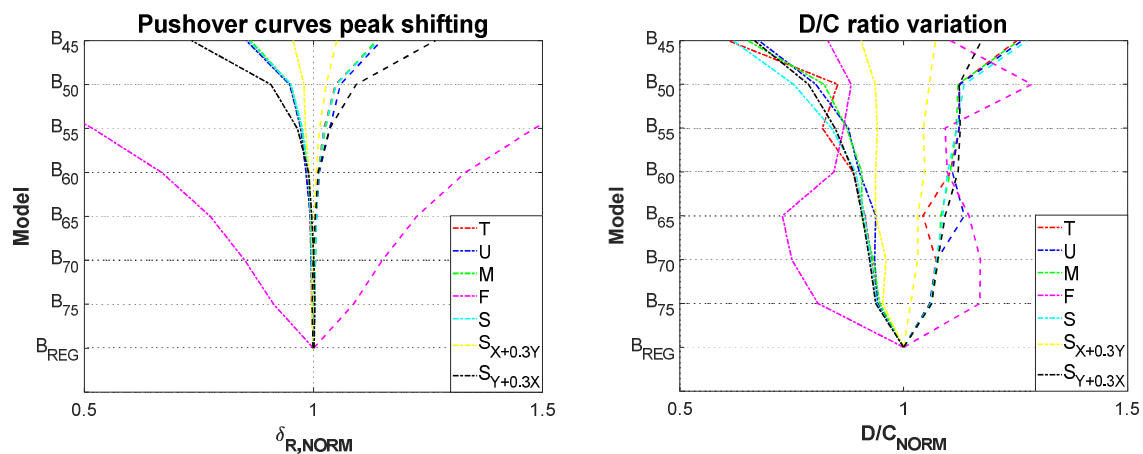 Pushover curves peak shifting
B45
B50
B55
B60
B65
B70
B75
BREG
Model
T
U
M
F
S
SX+0.3Y
SY+0.3X
0.5 1 1.5
δR,NORM
D/C ratio variation
B45
B50
B55
B60
B65
B70
B75
BREG
Model
T
U
M
F
S
SX+0.3Y
SY+0.3X
0.5 1 1.5
D/CNORM